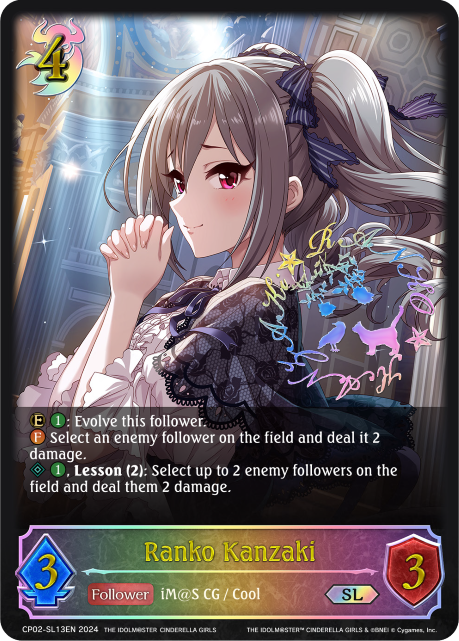 4
E 1: Evolve this follower.
F Select an enemy follower on the field and deal it 2
damage.
1, Lesson (2): Select up to 2 enemy followers on the
field and deal them 2 damage.
Ranko Kanzaki
3
Follower iM@S CG / Cool
SL
3
CP02-SL13EN 2024 THE IDOLM@STER CINDERELLA GIRLS THE IDOLM@STER™ CINDERELLA GIRLS & ©BNEI © Cygames, Inc.